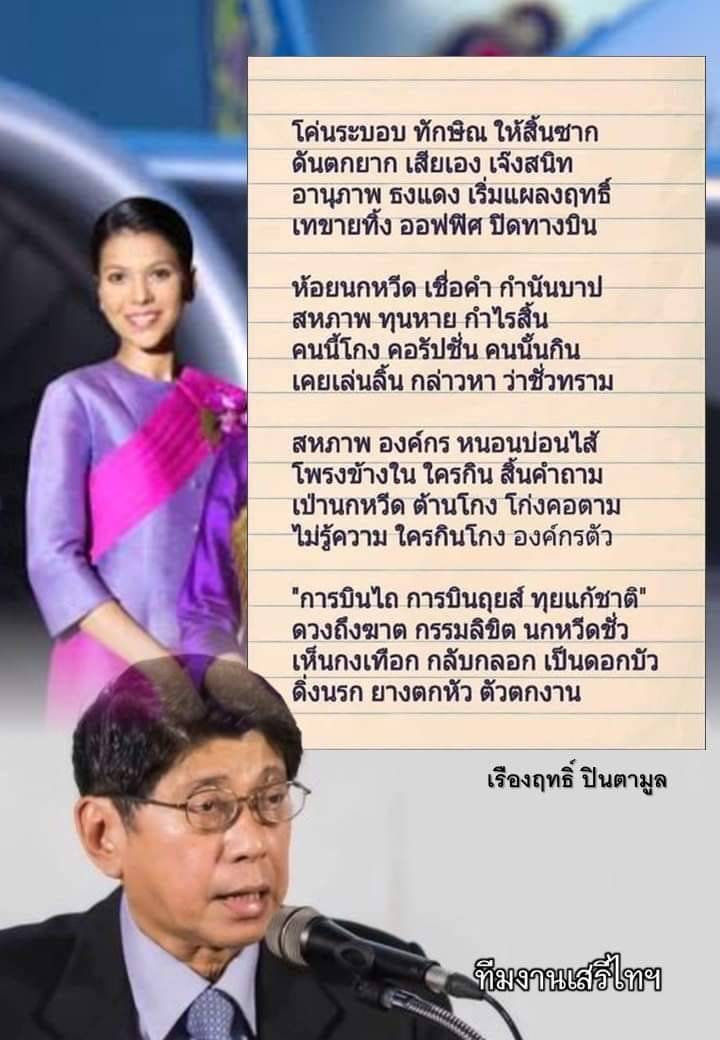 โค่นระบอบ ทักษิณ ให้สิ้นซาก
ดันตกยาก เสียเอง เจ๊งสนิท
อานุภาพ ธงแดง เริ่มแผลงฤทธิ์
เทขายทิ้ง ออฟฟิศ ปิดทางบิน
ห้อยนกหวีด เชื่อคำ กำนันบาป
สหภาพ ทุนหาย กำไรสิ้น
คนนี้โกง คอรัปชั่น คนนั้นกิน
เคยเล่นลิ้น กล่าวหา ว่าชั่วทราม
สหภาพ องค์กร หนอนบ่อนไส้
โพรงข้างใน ใครกิน สิ้นคำถาม
เป่านกหวีด ต้านโกง โก่งคอตาม
ไม่รู้ความ ใครกินโกง องค์กรตัว
"การบินไถ การบินฤยส์ ทุยแก้ชาติ"
ดวงถึงฆาต กรรมลิขิต นกหวีดชั่ว
เห็นกงเทือก กลับกลอก เป็นดอกบัว
ดิ่งนรก ยางตกหัว ตัวตกงาน
เรืองฤทธิ์ ปินตามูล
ทีมงานเสรีไทฯ